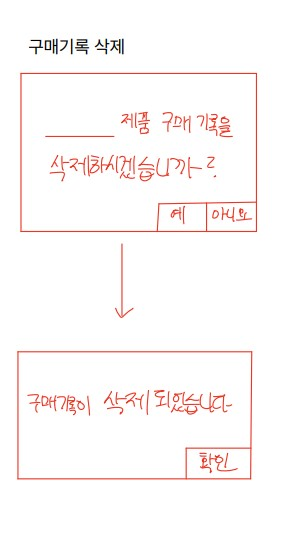 구매기록 삭제
______ 제품 구매 기록을
삭제하시겠습니까?
예 아니요
구매기록이 삭제되었습니다
확인